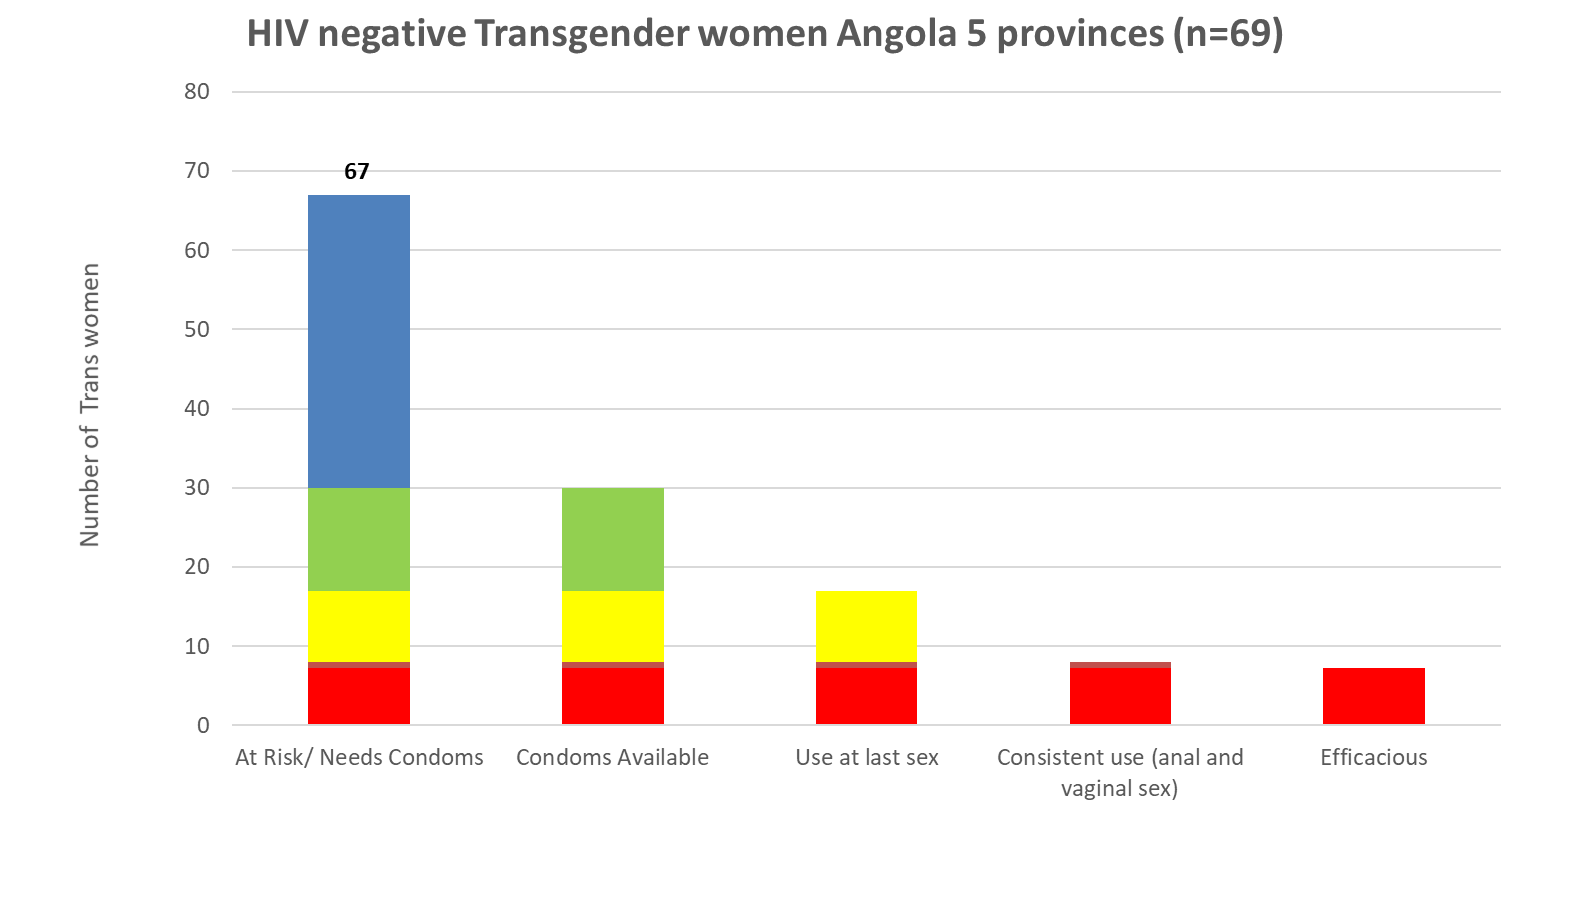 HIV negative Transgender women Angola 5 provinces (n=69)
80
70
60
50
40
30
20
10
0
Number of Trans women
67
At Risk/ Needs Condoms
Condoms Available
Use at last sex
Consistent use (anal and
vaginal sex)
Efficacious